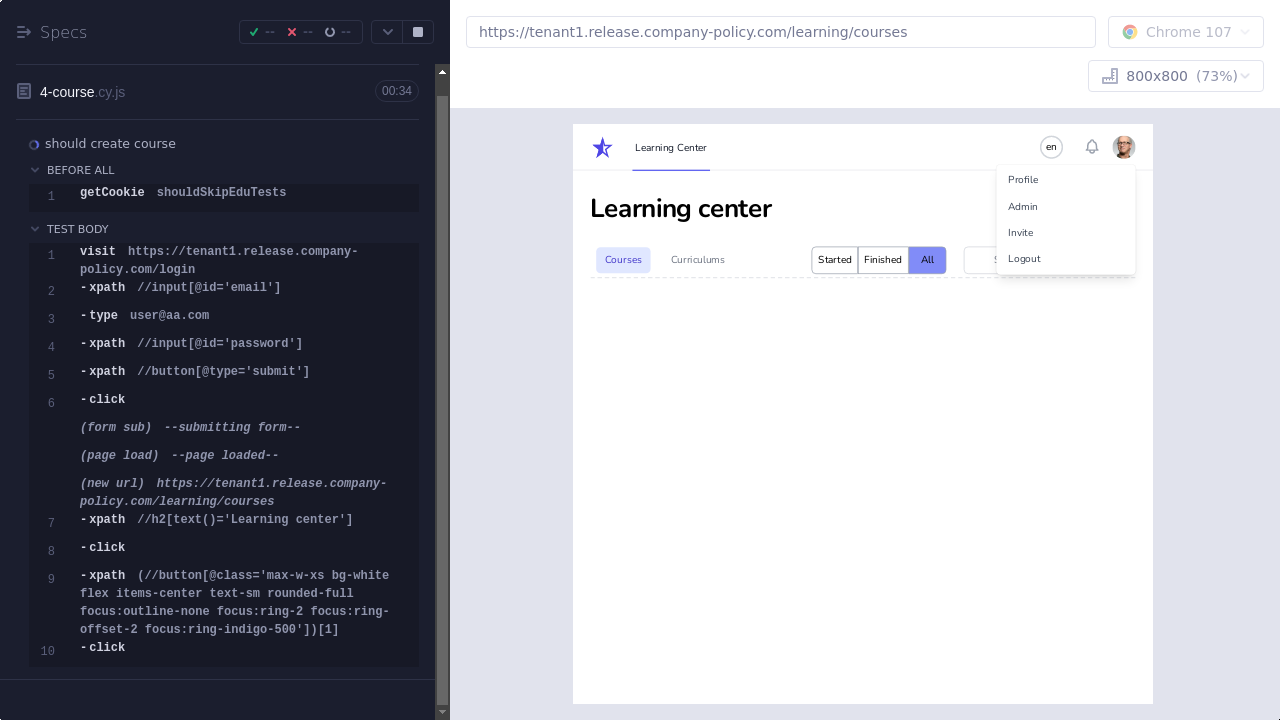 Specs
--
--
--
4-course.cy.js
00:34
should create course
BEFORE ALL
1 getCookie shouldSkipEduTests
TEST BODY
1 visit https://tenant1.release.company-
policy.com/login
2 -xpath //input[@id='email']
3 -type user@aa.com
4 -xpath //input[@id='password']
5 -xpath //button[@type='submit']
6 -click
(form sub) --submitting form--
(page load) --page loaded--
(new url) https://tenant1.release.company-
policy.com/learning/courses
7 -xpath //h2[text()='Learning center']
8 -click
9 -xpath (//button[@class='max-w-xs bg-white
flex items-center text-sm rounded-full
focus:outline-none focus:ring-2 focus:ring-
offset-2 focus:ring-indigo-500'])[1]
10 -click
https://tenant1.release.company-policy.com/learning/courses
Chrome 107
800x800 (73%)
Learning Center
en
Profile
Admin
Invite
Logout
Learning center
Courses
Curriculums
Started
Finished
All